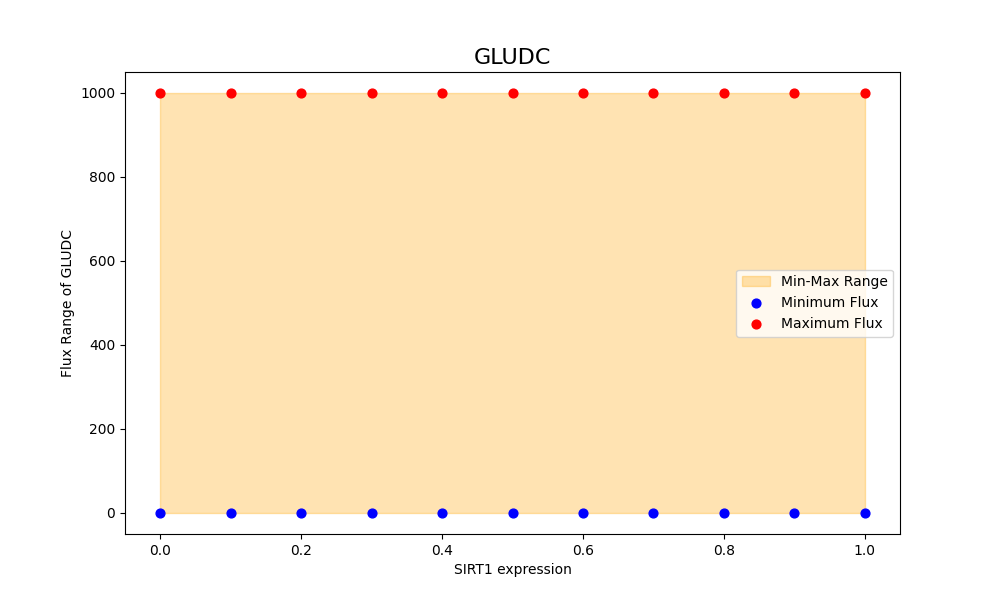 GLUDC
Flux Range of GLUDC
1000
800
600
400
200
0
Min-Max Range
Minimum Flux
Maximum Flux
0.0 0.2 0.4 0.6 0.8 1.0
SIRT1 expression